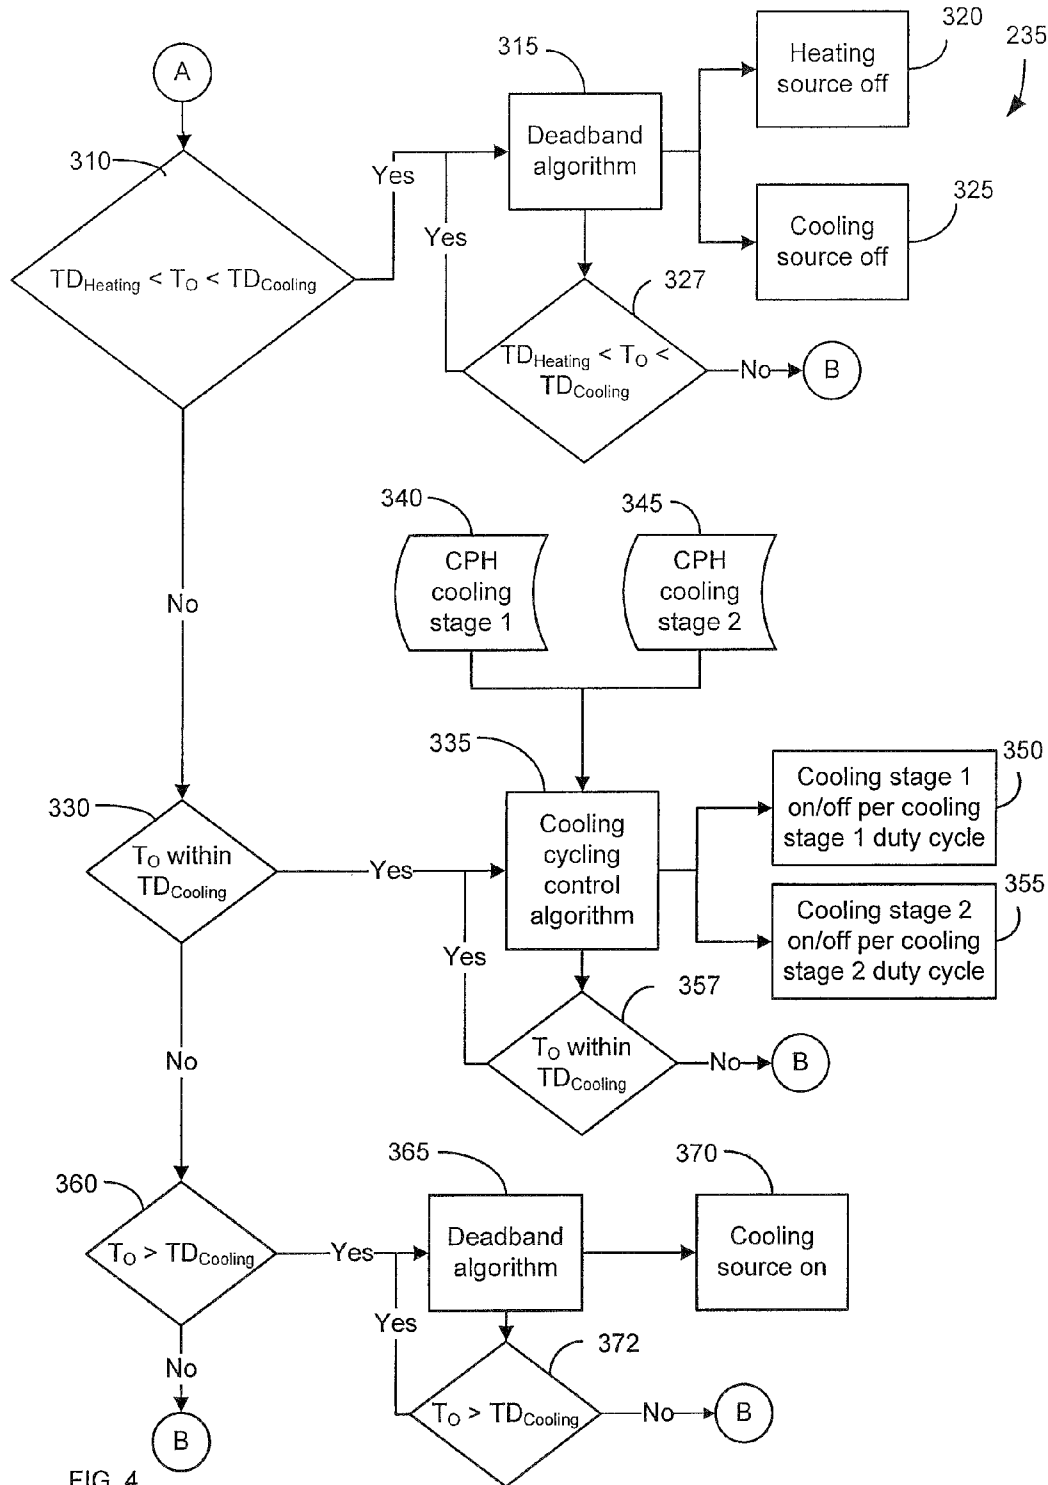 320
235
315
Heating
source off
A
Deadband
algorithm
310
Yes
Yes
325
Cooling
source off
TDHeating < TO < TDCooling
327
TDHeating < TO <
TDCooling
No
B
340
345
CPH
cooling
stage 1
CPH
cooling
stage 2
No
335
350
Cooling stage 1
on/off per cooling
stage 1 duty cycle
330
Cooling
cycling
control
algorithm
TO within
TDCooling
Yes
355
Cooling stage 2
on/off per cooling
stage 2 duty cycle
Yes
357
TO within
TDCooling
No
B
No
365
370
360
Deadband
algorithm
Cooling
source on
TO > TDCooling
Yes
Yes
372
No
TO > TDCooling
No
B
B
FIG. 4